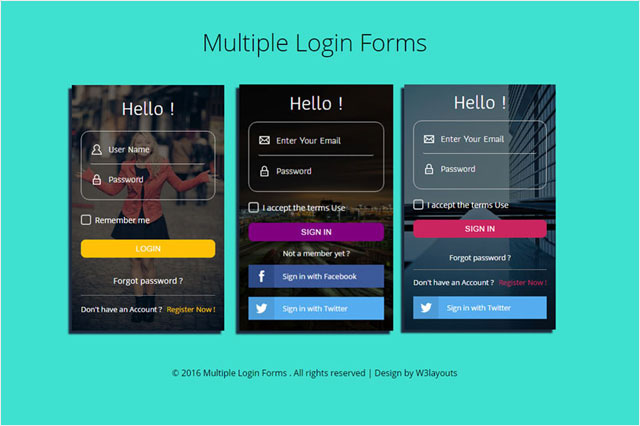 Multiple Login Forms
Hello !
User Name
Password
Remember me
LOGIN
Forgot password ?
Don't have an Account ? Register Now !
Hello !
Enter Your Email
Password
I accept the terms Use
SIGN IN
Not a member yet ?
f Sign in with Facebook
Sign in with Twitter
Hello !
Enter Your Email
Password
I accept the terms Use
SIGN IN
Forgot password ?
Don't have an Account ? Register Now !
Sign in with Twitter
© 2016 Multiple Login Forms . All rights reserved | Design by W3layouts